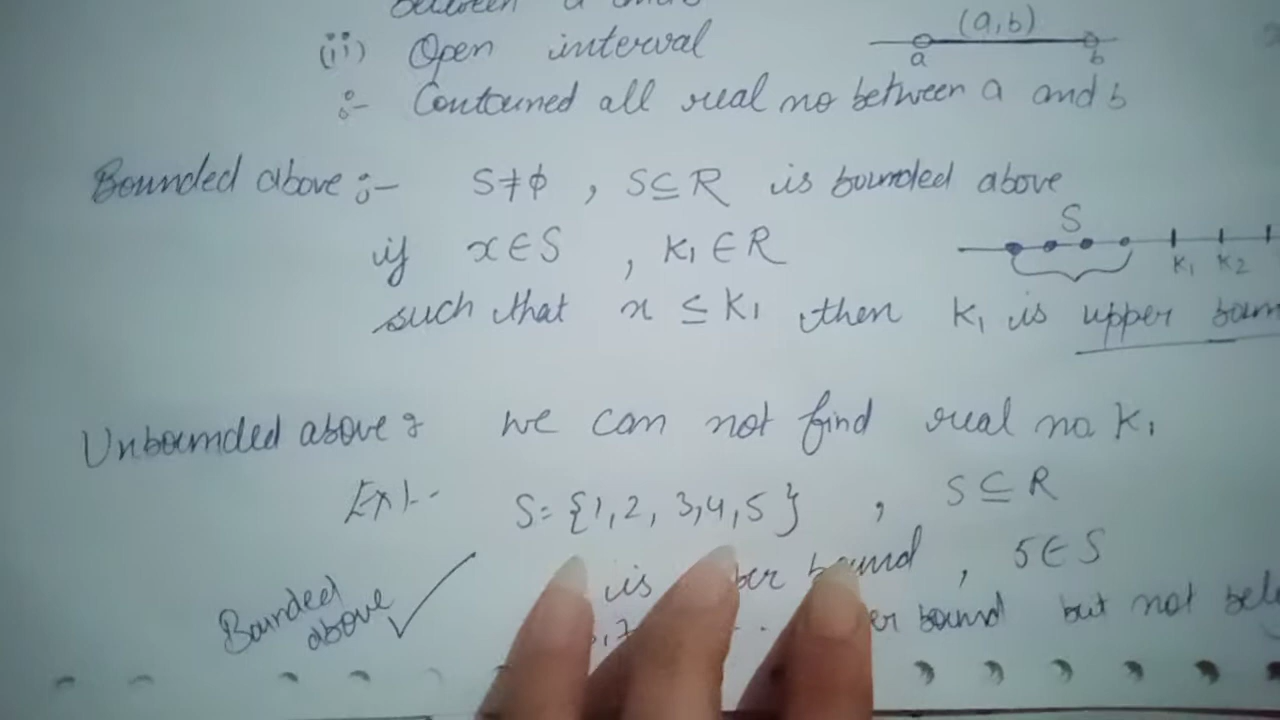 (ii) Open interval (a,b)
a b
:- Contained all real no between a and b
Bounded above :- S≠ϕ , S⊆R is bounded above
if x∈S , K₁∈R
S
K₁ K₂
such that x ≤ K₁ then K₁ is upper
Unbounded above : we can not find real no K₁
Ex:- S={1,2,3,4,5} , S⊆R
is bound , 5∈S
Bounded above ✓
bound but not